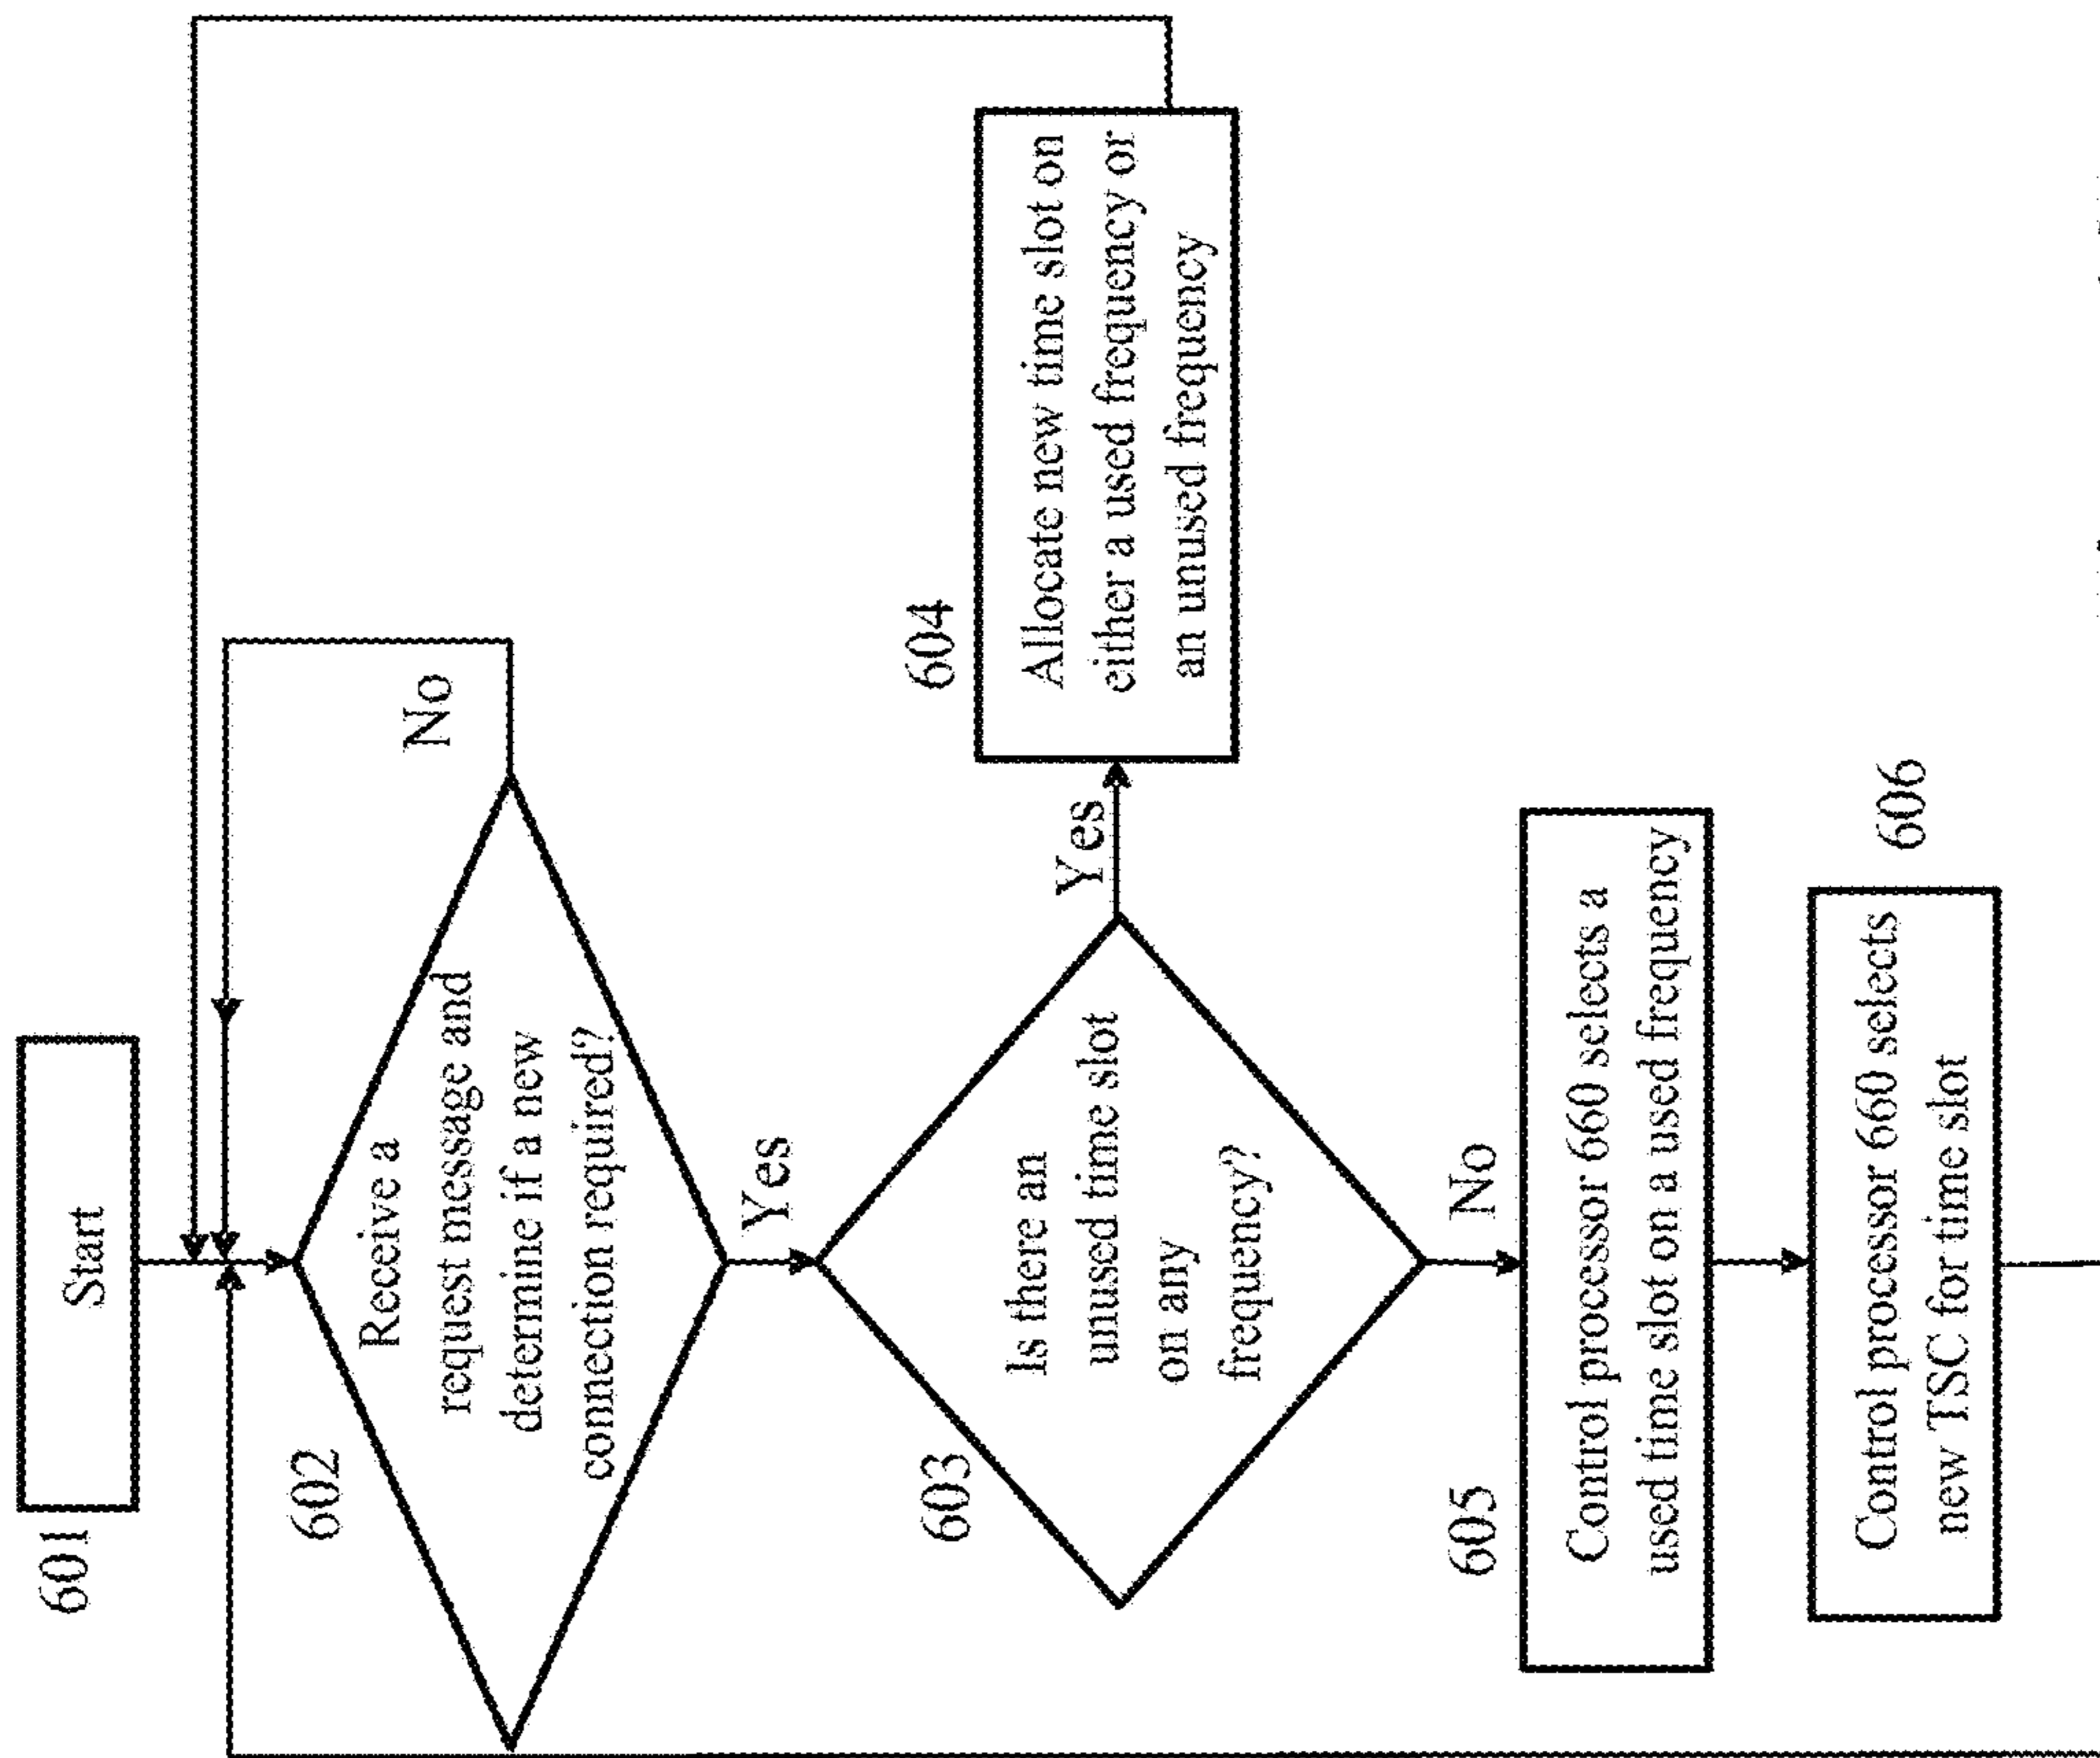 601
Start
602
Receive a
request message and
determine if a new
connection required?
No
Yes
603
Is there an
unused time slot
on any
frequency?
Yes
604
Allocate new time slot on
either a used frequency or
an unused frequency
No
605
Control processor 660 selects a
used time slot on a used frequency
606
Control processor 660 selects
new TSC for time slot